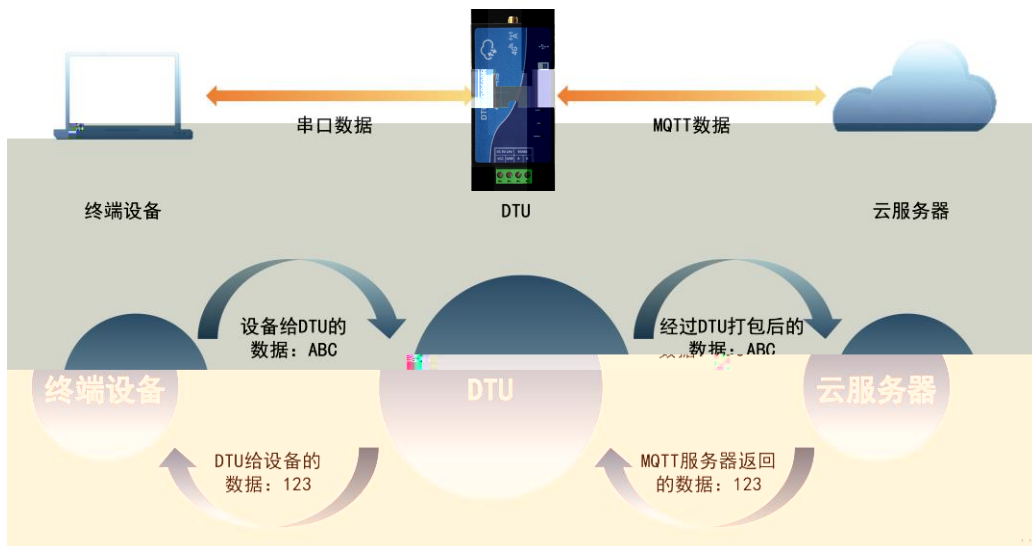 串口数据
MQTT数据
终端设备
DTU
云服务器
设备给DTU的
数据: ABC
经过DTU打包后的
数据: ABC
终端设备
DTU
云服务器
DTU给设备的
数据: 123
MQTT服务器返回
的数据: 123